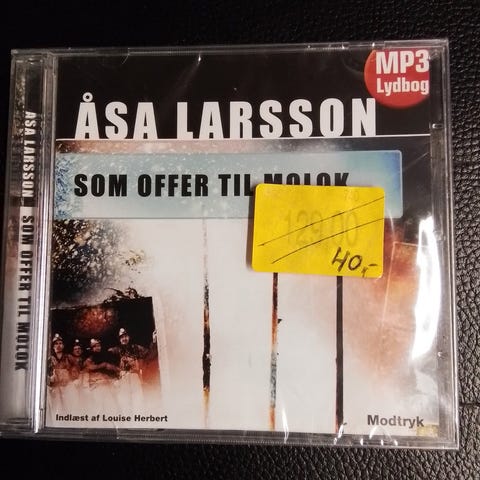 MP3
Lydbog
ÅSA LARSSON
SOM OFFER TIL MOLOK
129,00
40,-
Indlæst af Louise Herbert
Modtryk
ÅSA LARSSON SOM OFFER TIL MOLOK